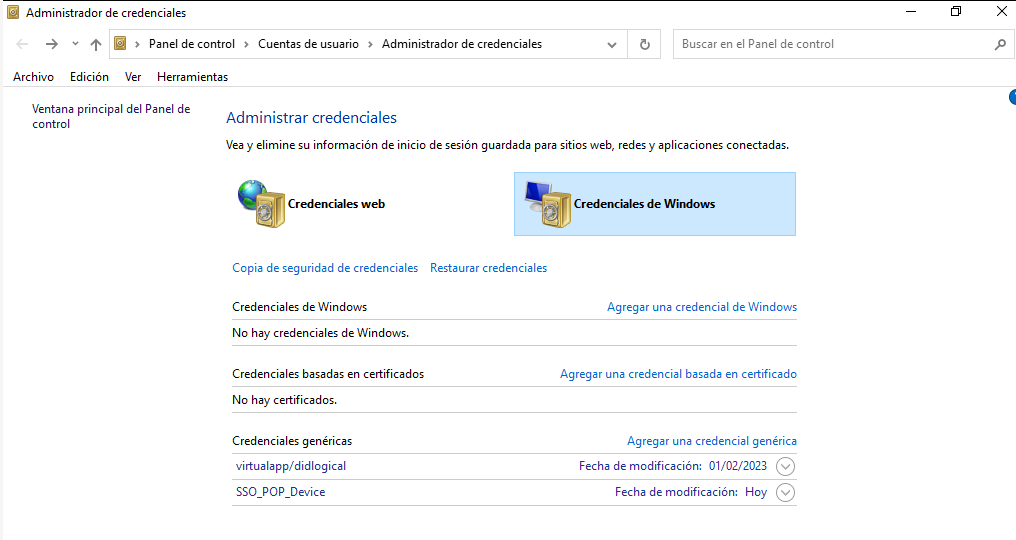 Administrador de credenciales
Panel de control > Cuentas de usuario > Administrador de credenciales
Buscar en el Panel de control
Archivo Edición Ver Herramientas
Ventana principal del Panel de
control
Administrar credenciales
Vea y elimine su información de inicio de sesión guardada para sitios web, redes y aplicaciones conectadas.
Credenciales web
Credenciales de Windows
Copia de seguridad de credenciales Restaurar credenciales
Credenciales de Windows Agregar una credencial de Windows
No hay credenciales de Windows.
Credenciales basadas en certificados Agregar una credencial basada en certificado
No hay certificados.
Credenciales genéricas Agregar una credencial genérica
virtualapp/didlogical Fecha de modificación: 01/02/2023
SSO_POP_Device Fecha de modificación: Hoy